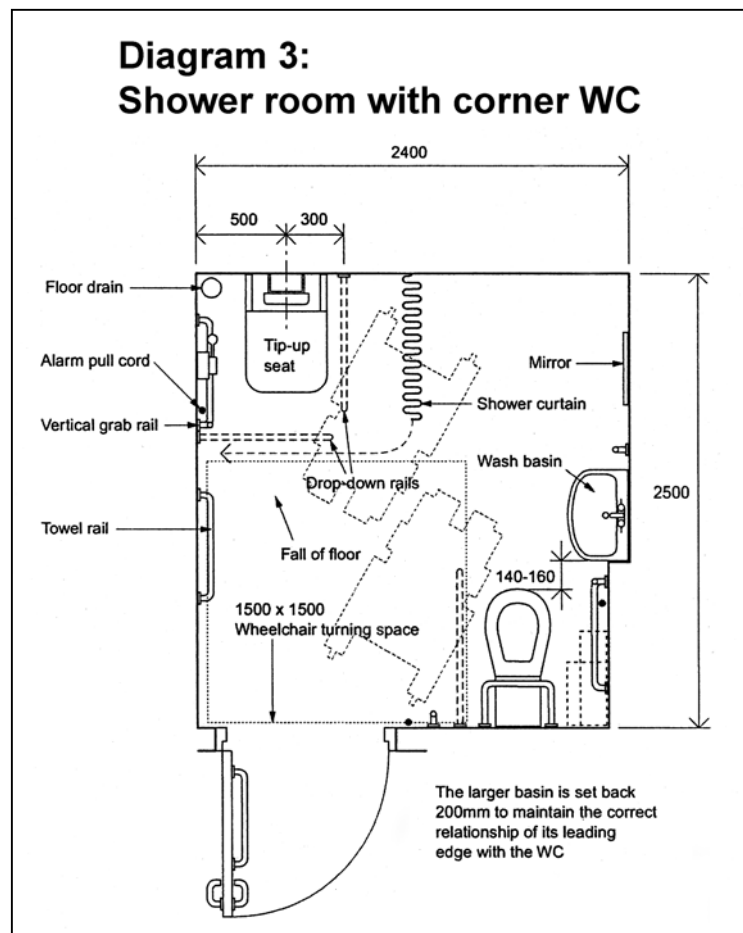 Diagram 3:
Shower room with corner WC
2400
500
300
Floor drain
Tip-up
seat
Alarm pull cord
Mirror
Shower curtain
Vertical grab rail
Wash basin
Drop-down rails
2500
Towel rail
Fall of floor
140-160
1500 x 1500
Wheelchair turning space
The larger basin is set back
200mm to maintain the correct
relationship of its leading
edge with the WC